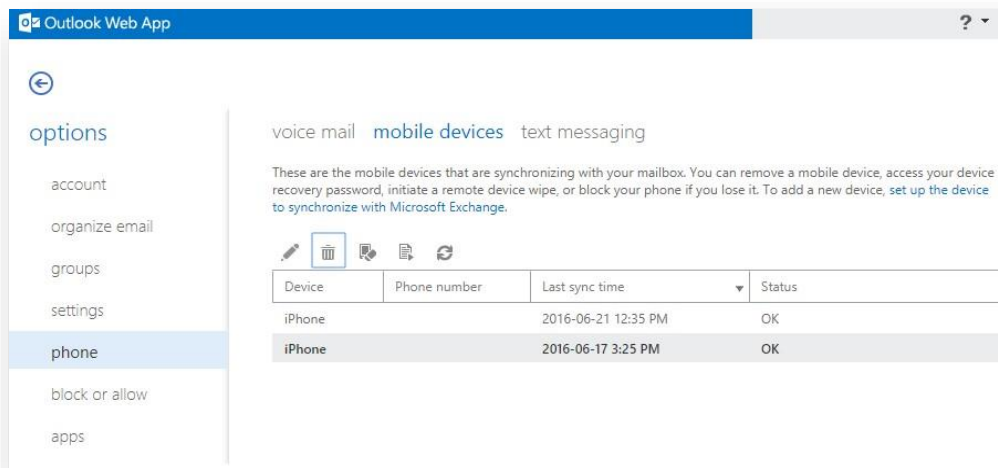 Outlook Web App
?
options
voice mail mobile devices text messaging
These are the mobile devices that are synchronizing with your mailbox. You can remove a mobile device, access your device
recovery password, initiate a remote device wipe, or block your phone if you lose it. To add a new device, set up the device
to synchronize with Microsoft Exchange.
account
organize email
groups
settings
phone
block or allow
apps
Device Phone number Last sync time Status
iPhone 2016-06-21 12:35 PM OK
iPhone 2016-06-17 3:25 PM OK